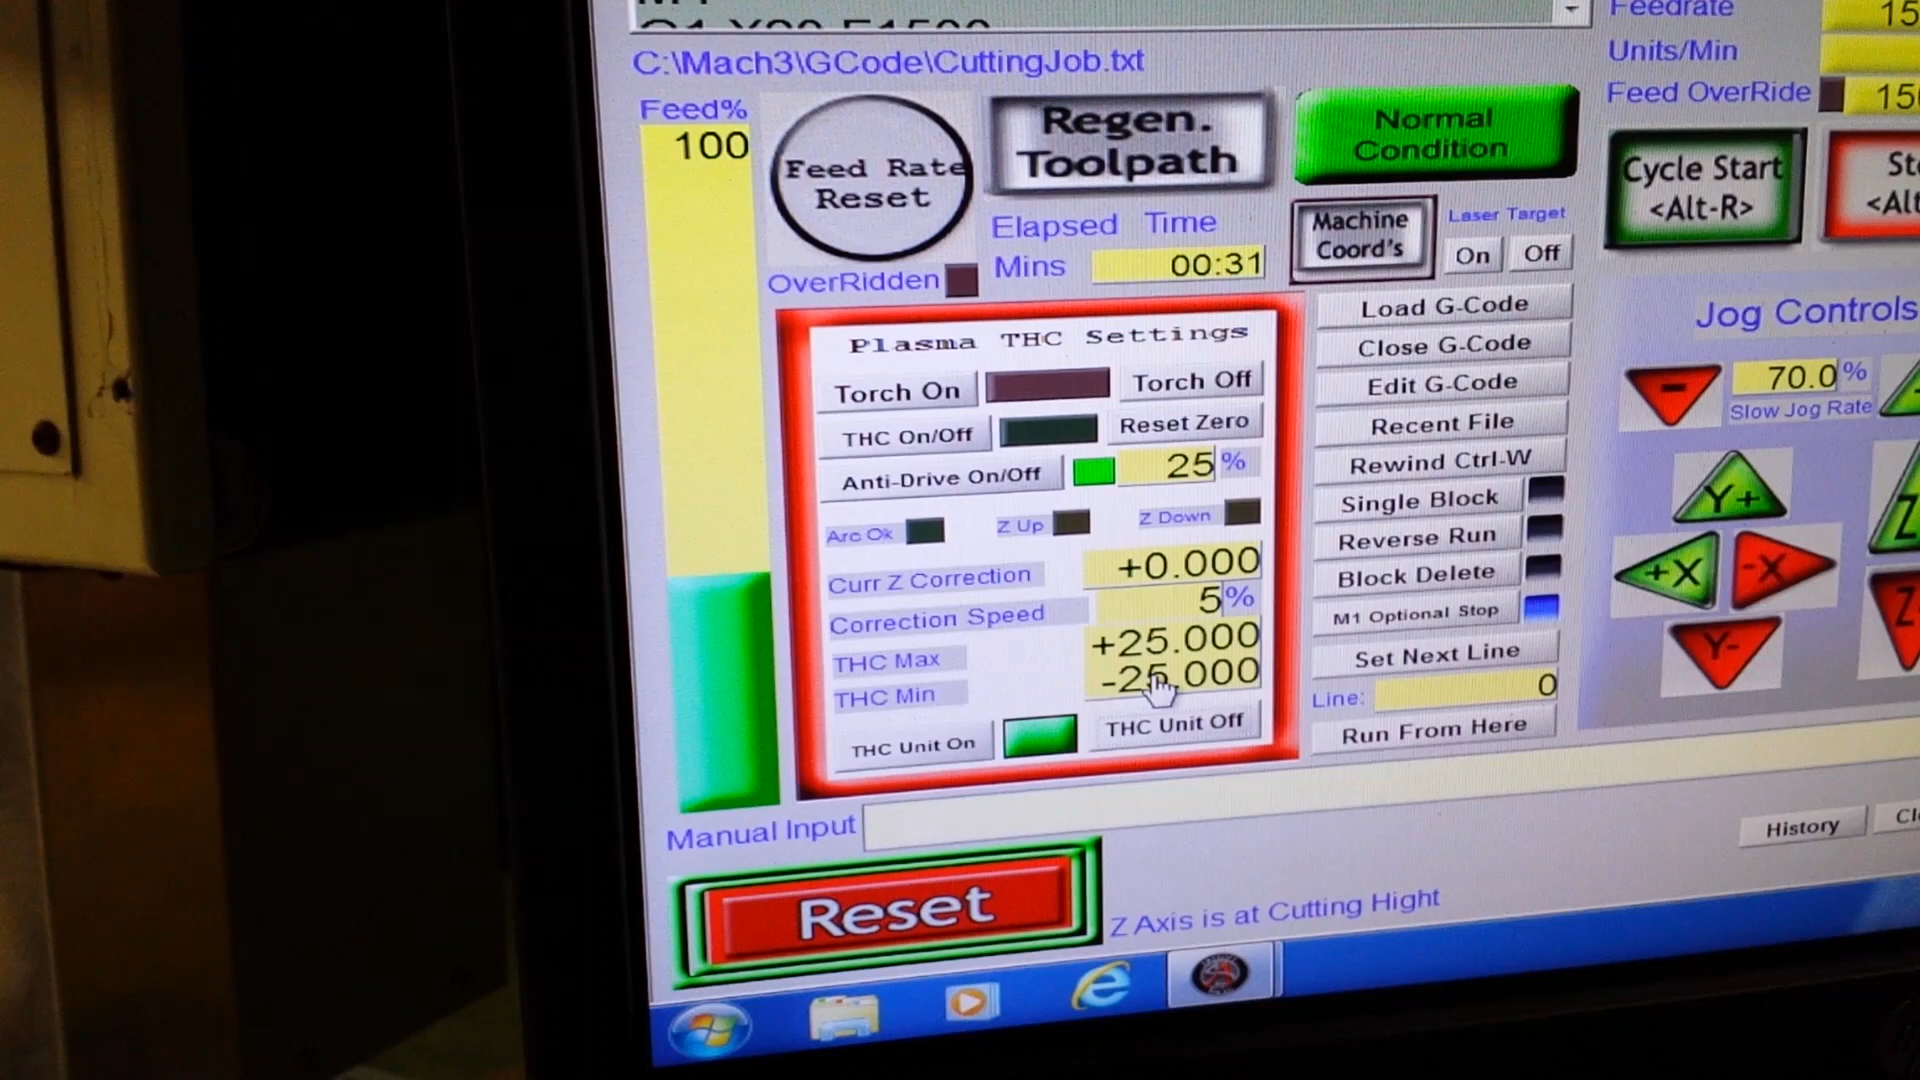 G1 X20 F1500
C:\Mach3\GCode\CuttingJob.txt
Feed%
100
Feed Rate
Reset
OverRidden
Regen.
Toolpath
Elapsed Time
Mins 00:31
Normal
Condition
Machine
Coord's
Laser Target
On Off
Feedrate 15
Units/Min
Feed OverRide 15
Cycle Start
<Alt-R>
<Alt
Plasma THC Settings
Torch On Torch Off
THC On/Off Reset Zero
Anti-Drive On/Off 25 %
Arc Ok Z Up Z Down
Curr Z Correction +0.000
Correction Speed 5%
THC Max +25.000
THC Min -25.000
THC Unit On THC Unit Off
Load G-Code
Close G-Code
Edit G-Code
Recent File
Rewind Ctrl-W
Single Block
Reverse Run
Block Delete
M1 Optional Stop
Set Next Line
Line: 0
Run From Here
Jog Controls
- 70.0 %
Slow Jog Rate
Y+
+X -X
Y-
Z
Z-
Manual Input
History
Reset
Z Axis is at Cutting Hight